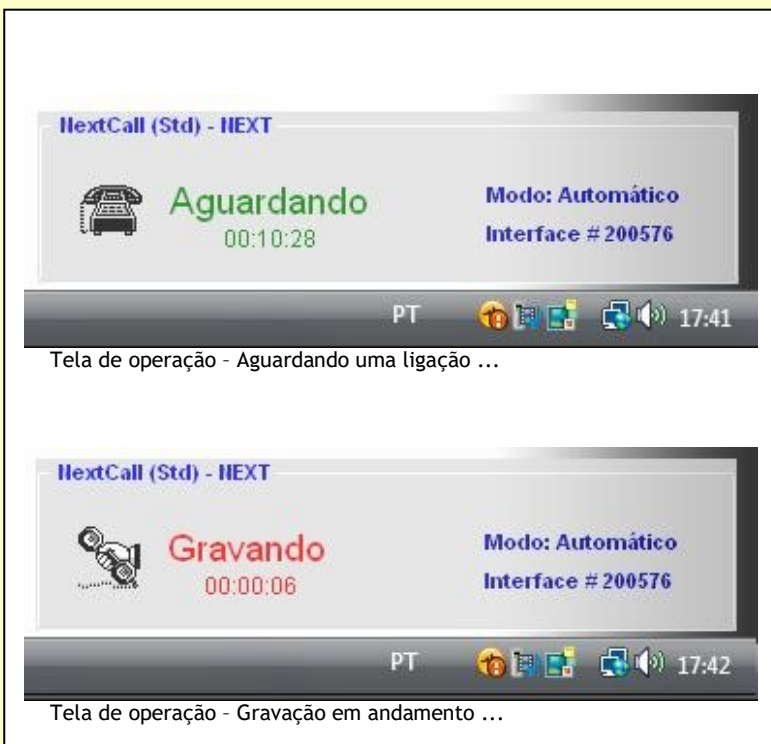 NextCall (Std) - NEXT
Aguardando
00:10:28
Modo: Automático
Interface # 200576
PT
17:41
Tela de operação – Aguardando uma ligação ...
NextCall (Std) - NEXT
Gravando
00:00:06
Modo: Automático
Interface # 200576
PT
17:42
Tela de operação – Gravação em andamento ...